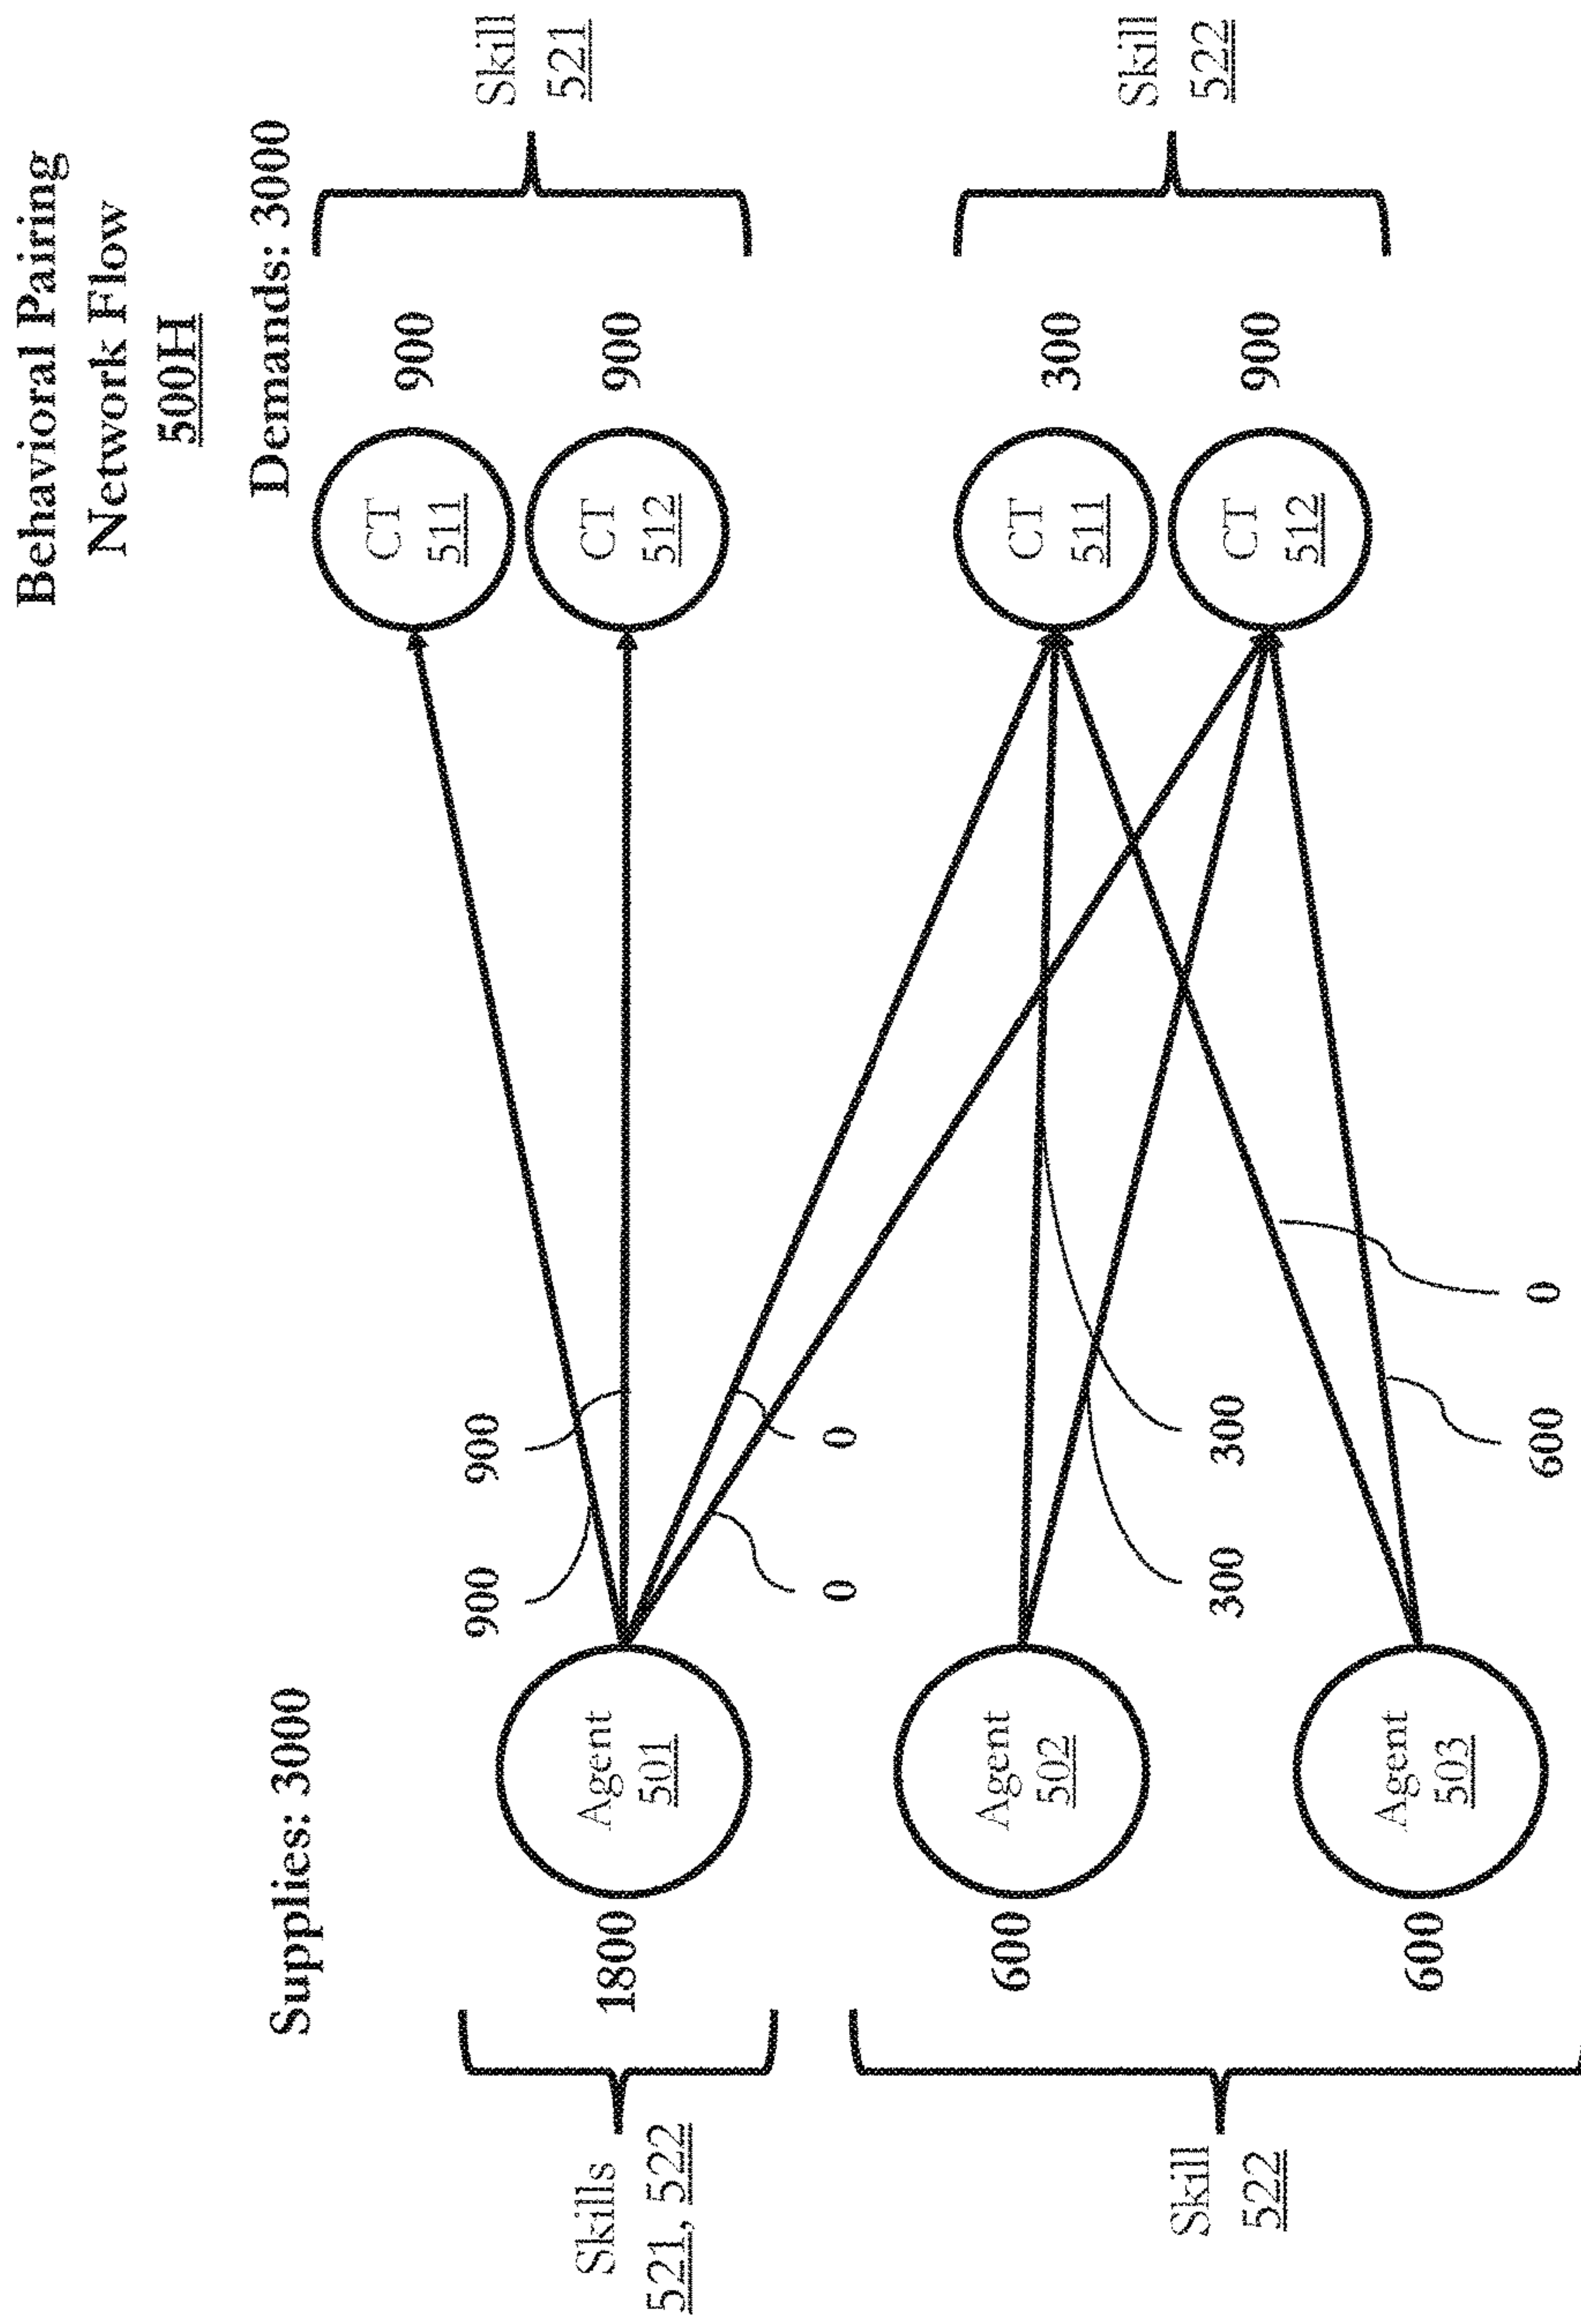 Behavioral Pairing
Network Flow
500H
Supplies: 3000
Demands: 3000
Skills
521, 522
1800
Agent
501
900
900
0
0
CT
511
900
CT
512
900
Skill
521
Skill
522
600
Agent
502
300
300
600
Agent
503
600
0
CT
511
300
CT
512
900
Skill
522